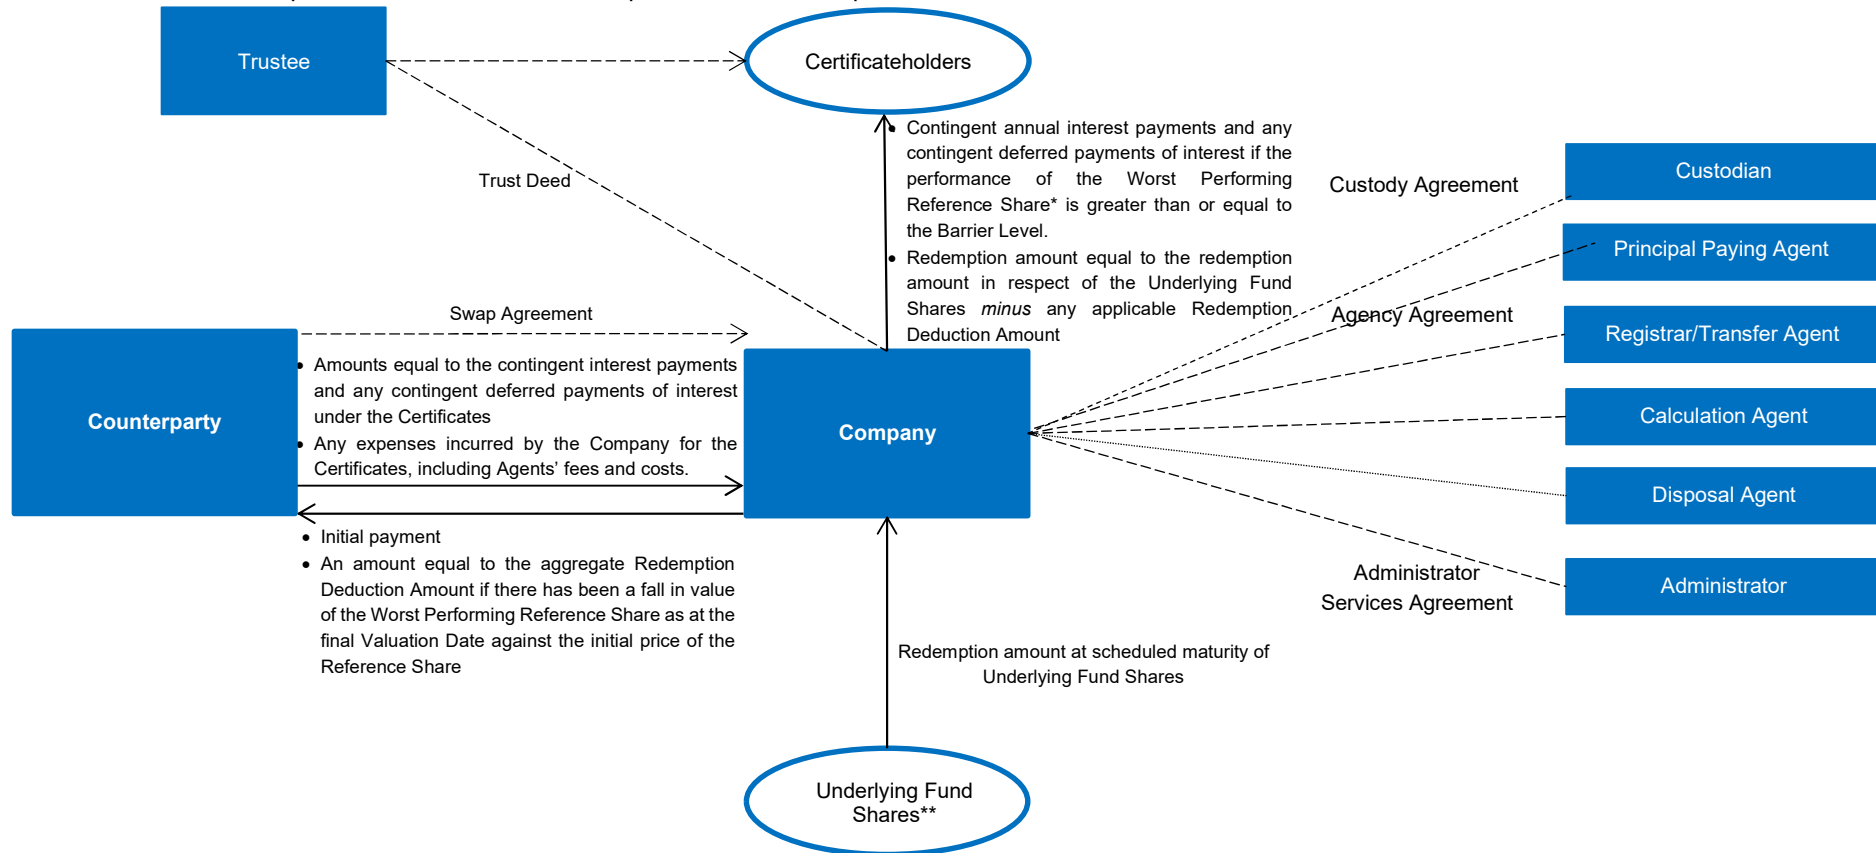 Trustee
Certificateholders
Trust Deed
• Contingent annual interest payments and any
contingent deferred payments of interest if the
performance of the Worst Performing
Reference Share* is greater than or equal to
the Barrier Level.
• Redemption amount equal to the redemption
amount in respect of the Underlying Fund
Shares minus any applicable Redemption
Deduction Amount
Custody Agreement
Custodian
Principal Paying Agent
Agency Agreement
Registrar/Transfer Agent
Calculation Agent
Disposal Agent
Administrator
Services Agreement
Administrator
Swap Agreement
Counterparty
• Amounts equal to the contingent interest payments
and any contingent deferred payments of interest
under the Certificates
• Any expenses incurred by the Company for the
Certificates, including Agents’ fees and costs.
Company
• Initial payment
• An amount equal to the aggregate Redemption
Deduction Amount if there has been a fall in value
of the Worst Performing Reference Share as at the
final Valuation Date against the initial price of the
Reference Share
Redemption amount at scheduled maturity of
Underlying Fund Shares
Underlying Fund
Shares**